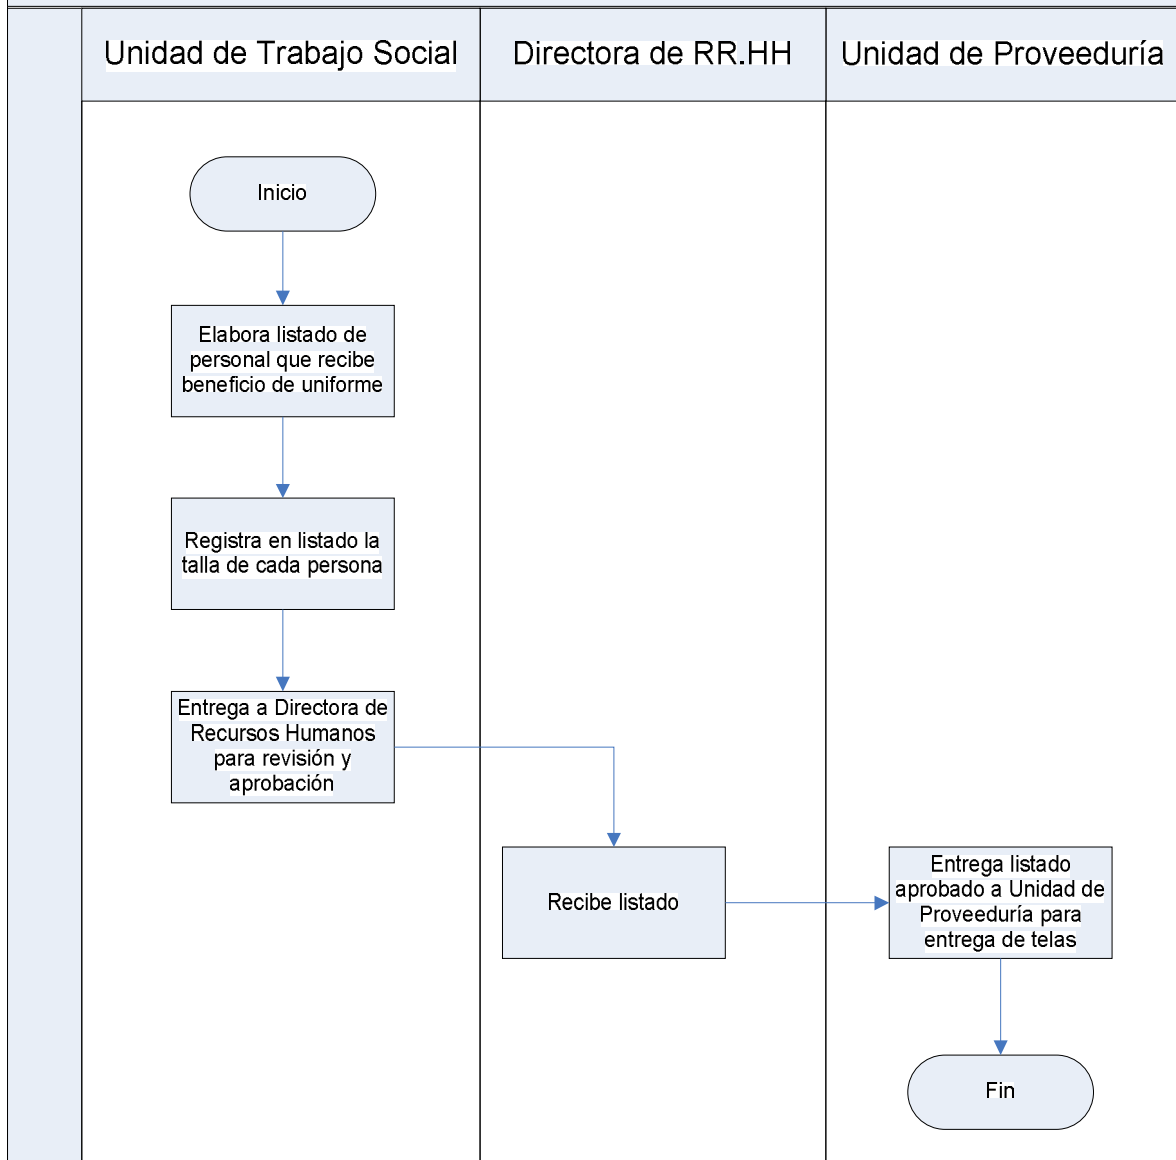 Unidad de Trabajo Social
Directora de RR.HH
Unidad de Proveeduría
Inicio
Elabora listado de
personal que recibe
beneficio de uniforme
Registra en listado la
talla de cada persona
Entrega a Directora de
Recursos Humanos
para revisión y
aprobación
Recibe listado
Entrega listado
aprobado a Unidad de
Proveeduría para
entrega de telas
Fin